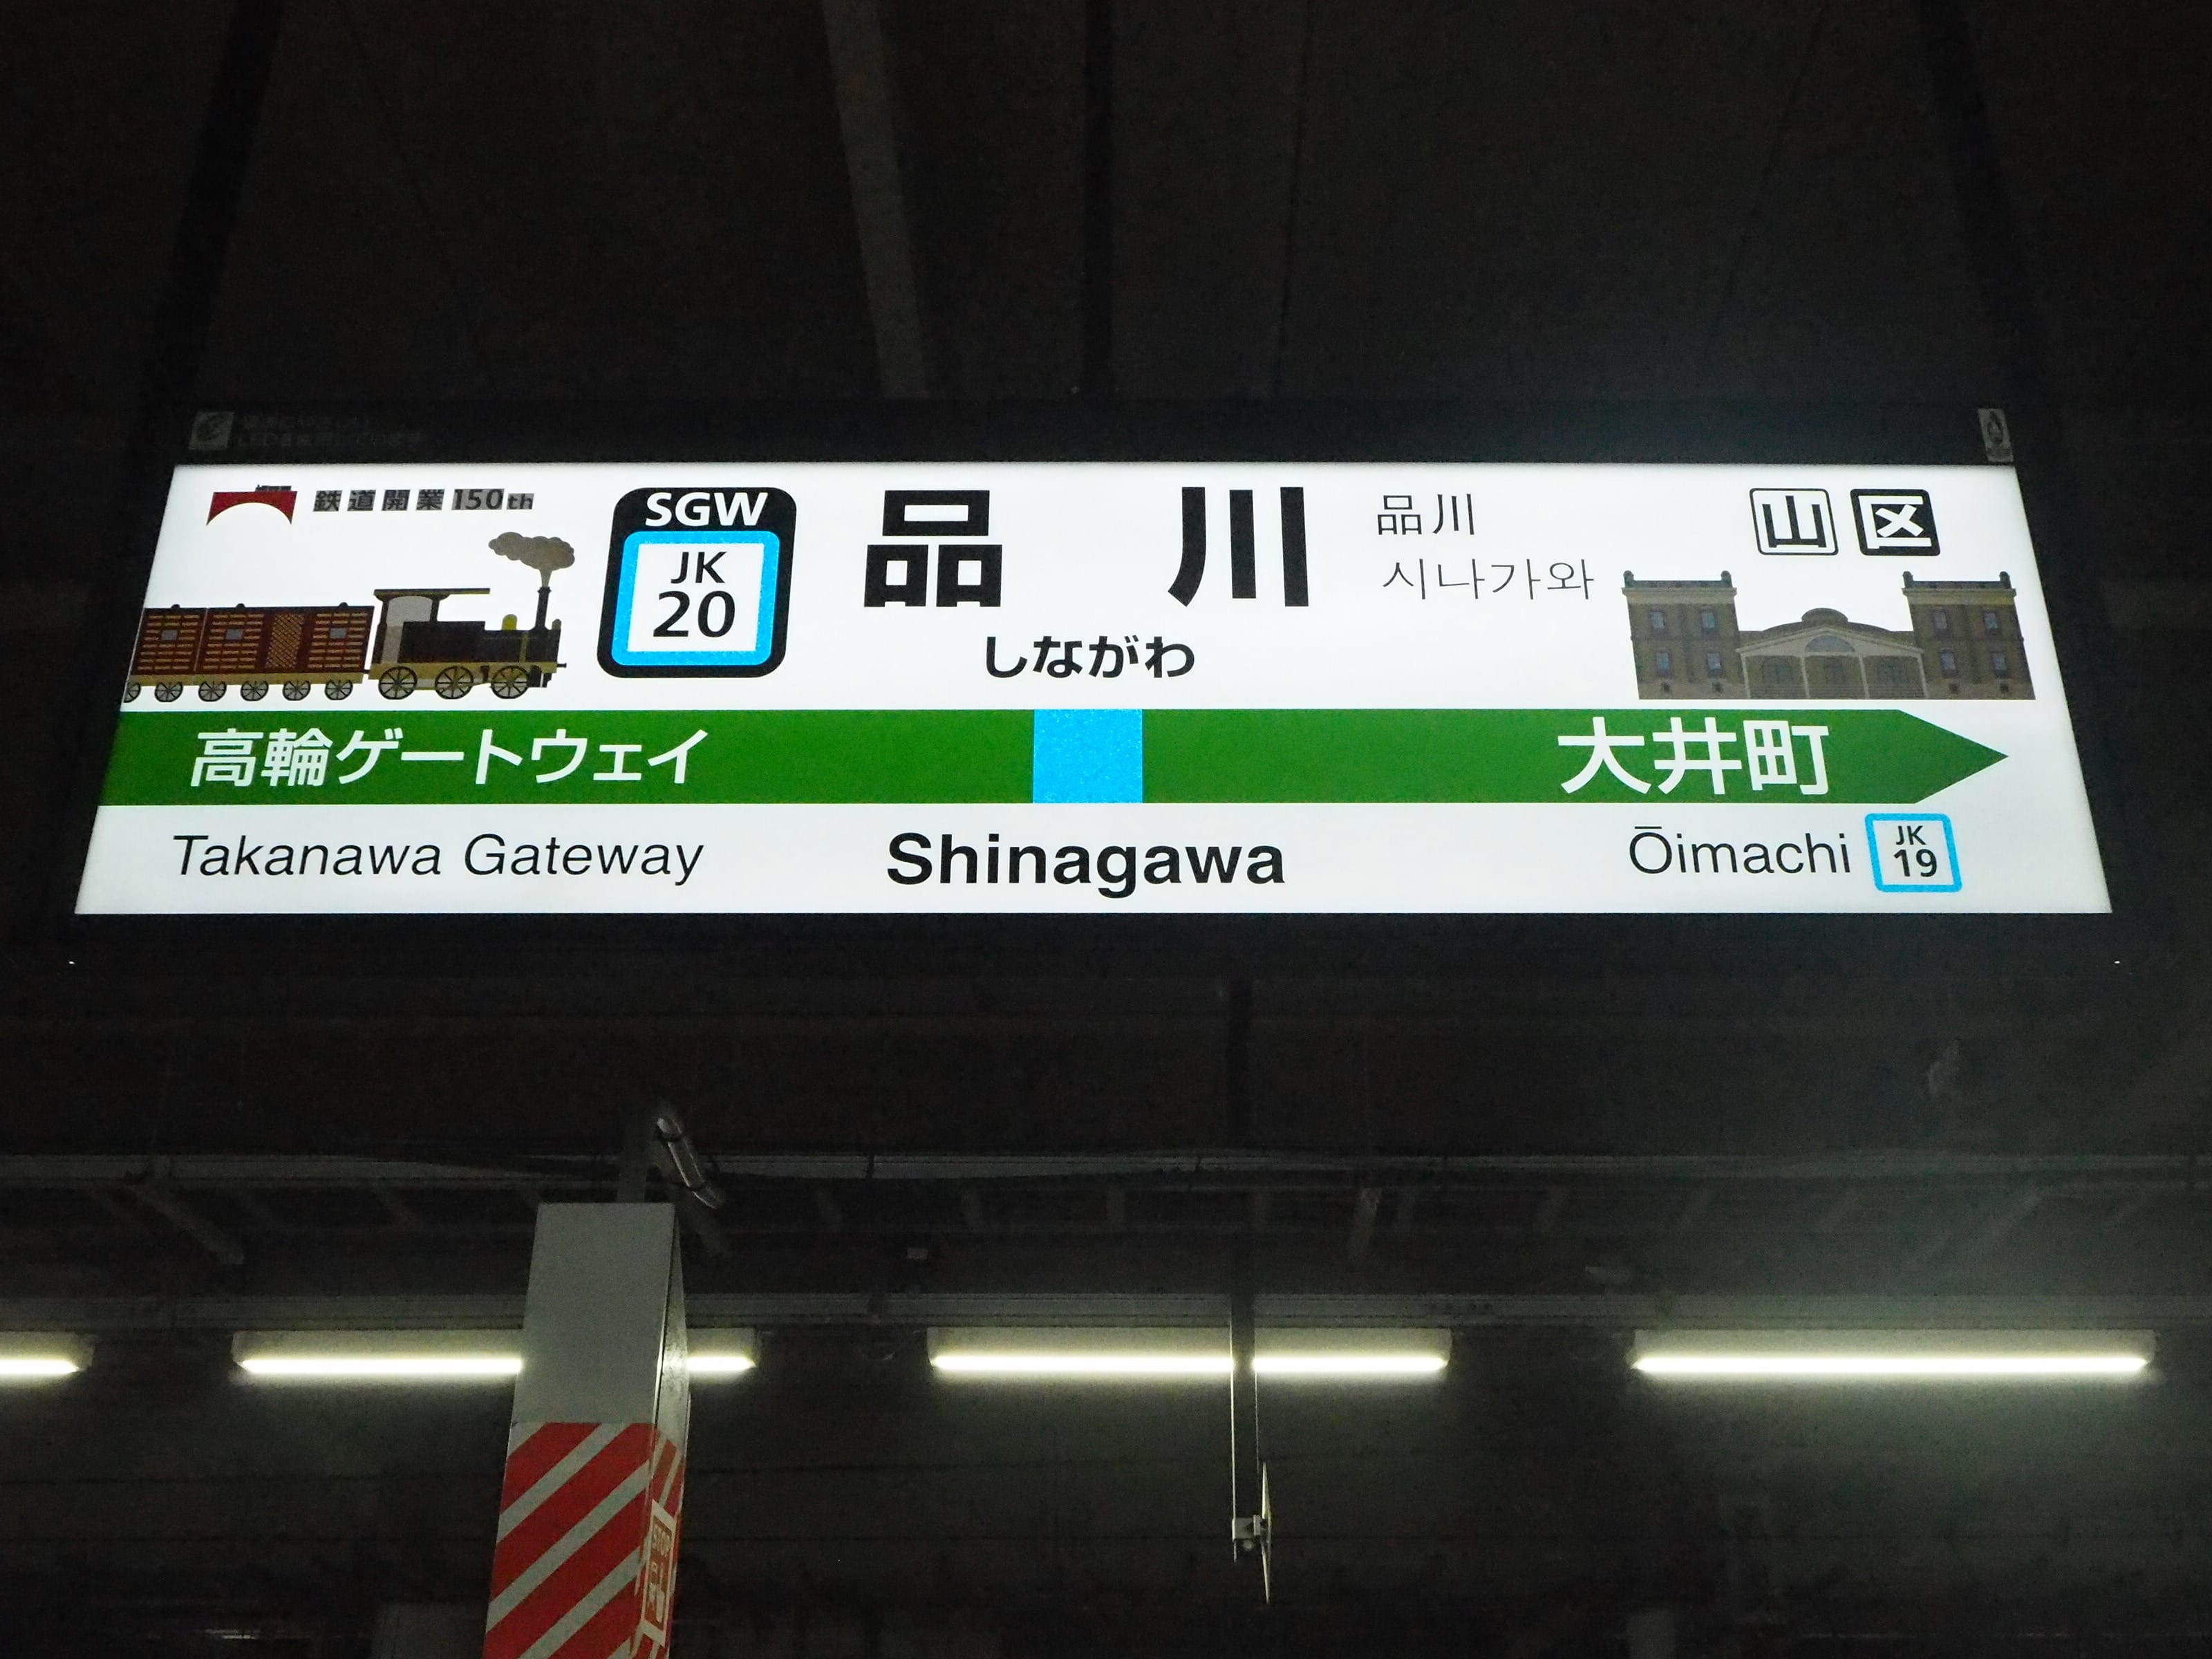 鉄道開業150th
SGW
JK
20
品川
しながわ
品川
시나가와
山 区
高輪ゲートウェイ
大井町
Takanawa Gateway
Shinagawa
Ōimachi
JK
19
STOP